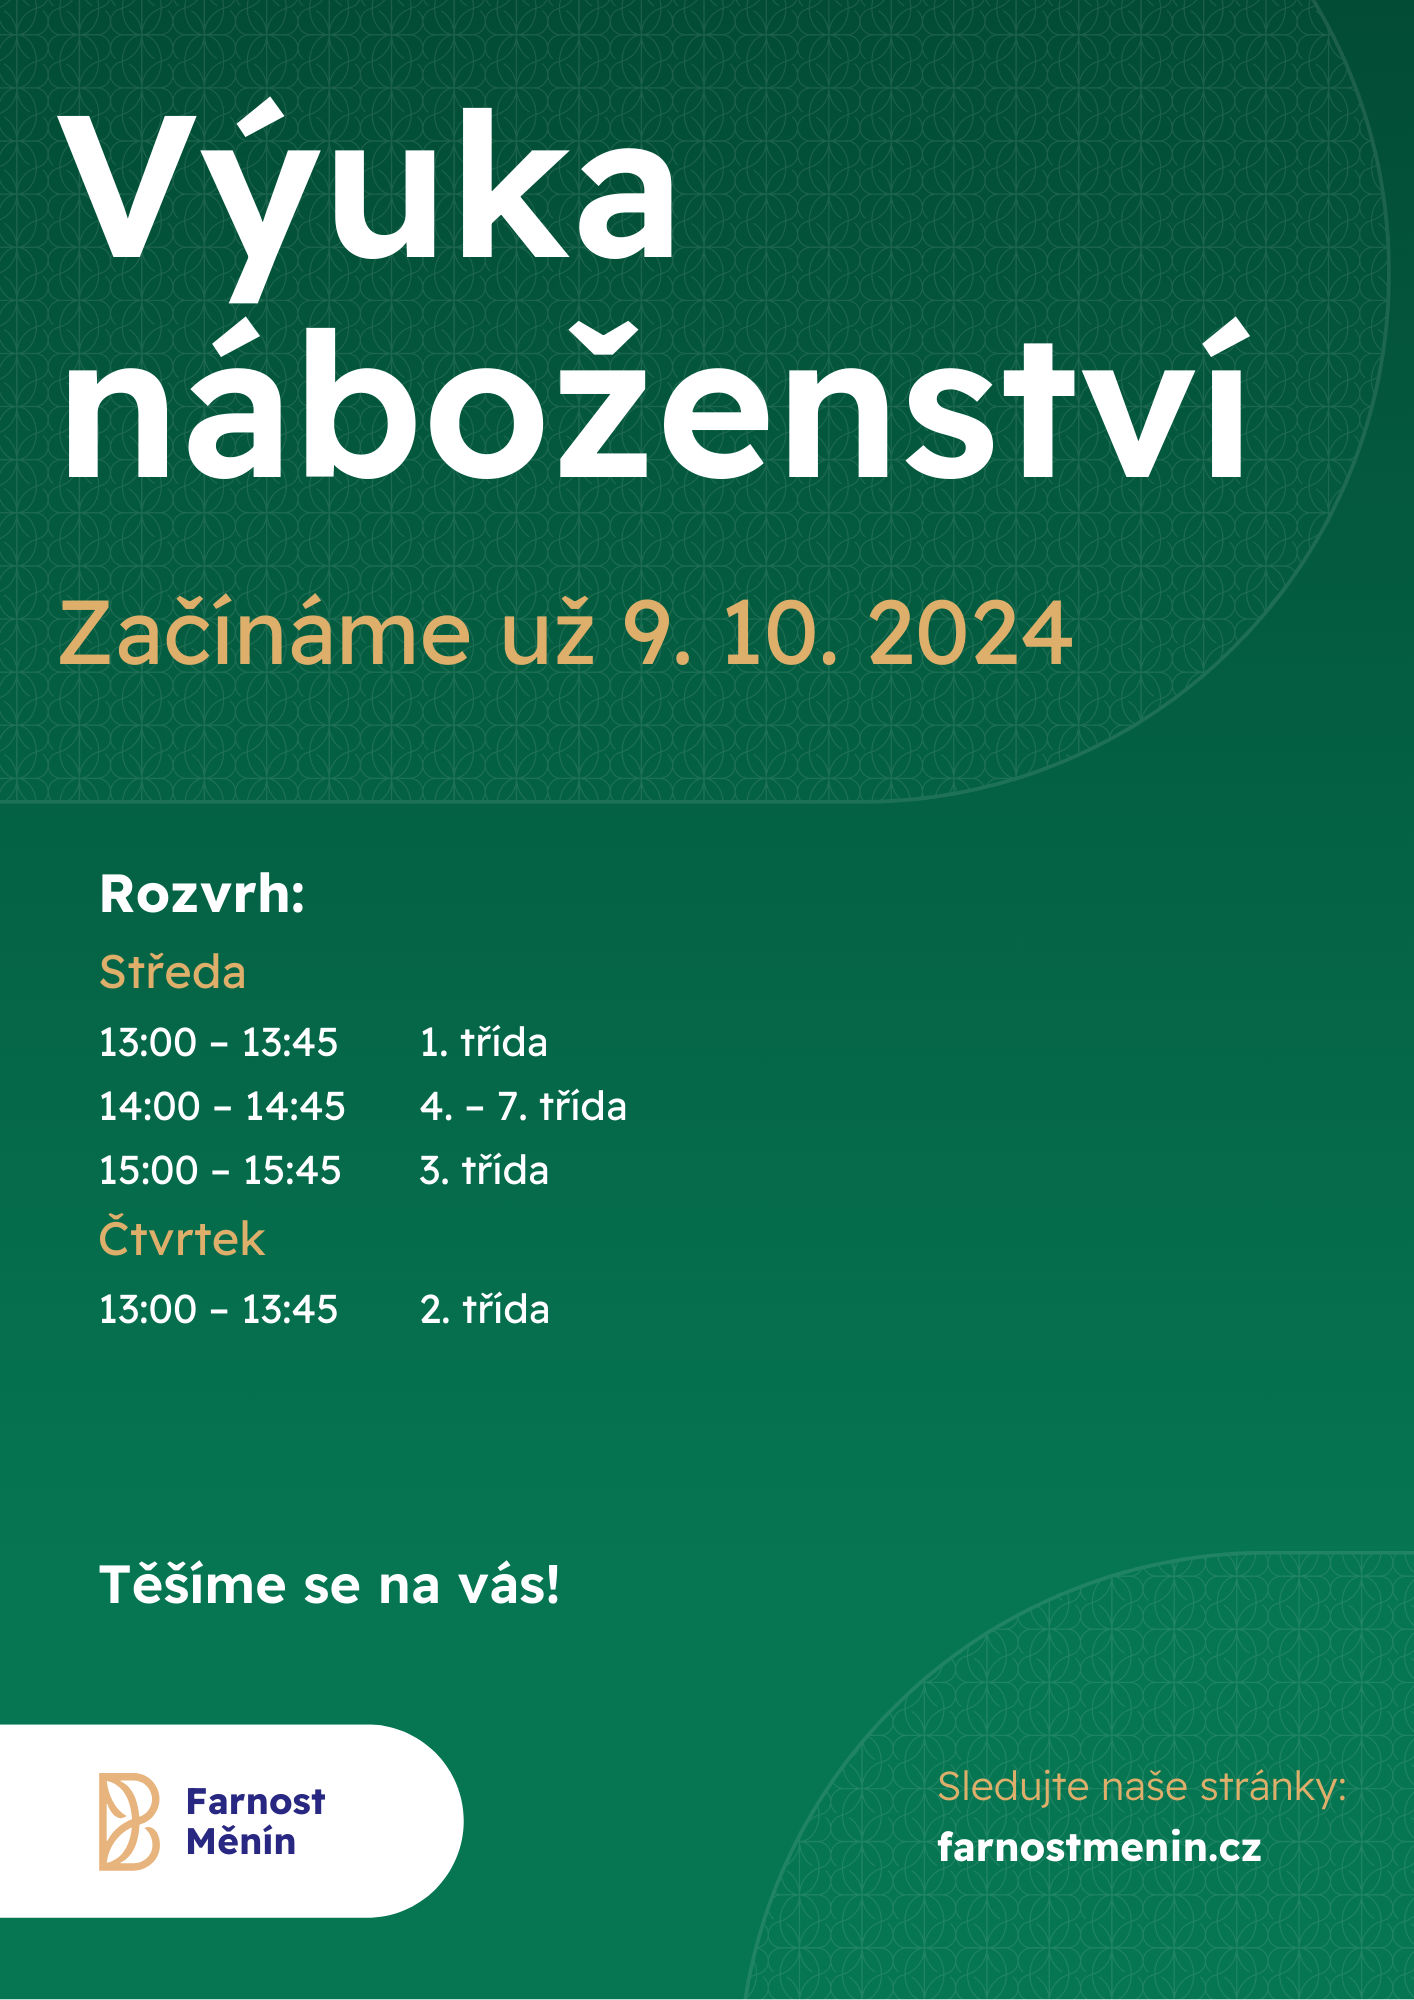 Výuka
náboženství
Začínáme už 9. 10. 2024
Rozvrh:
Středa
13:00 – 13:45 1. třída
14:00 – 14:45 4. – 7. třída
15:00 – 15:45 3. třída
Čtvrtek
13:00 – 13:45 2. třída
Těšíme se na vás!
Farnost
Měnín
Sledujte naše stránky:
farnostmenin.cz